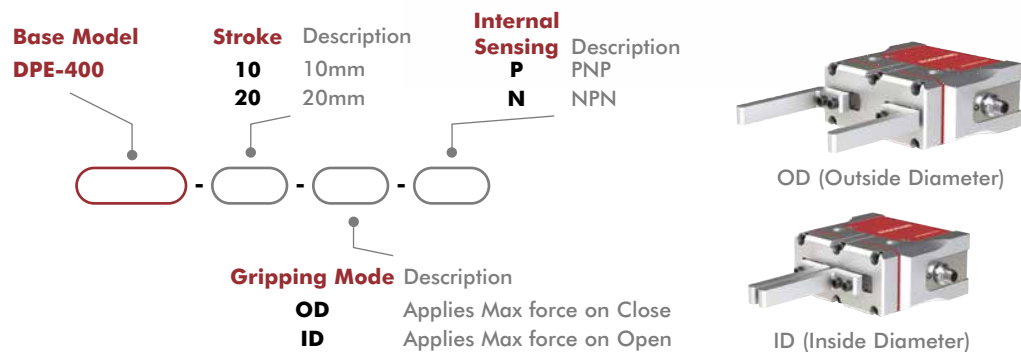 Base Model
DPE-400
Stroke Description
10 10mm
20 20mm
Internal
Sensing Description
P PNP
N NPN
- - -
Gripping Mode Description
OD Applies Max force on Close
ID Applies Max force on Open
OD (Outside Diameter)
ID (Inside Diameter)